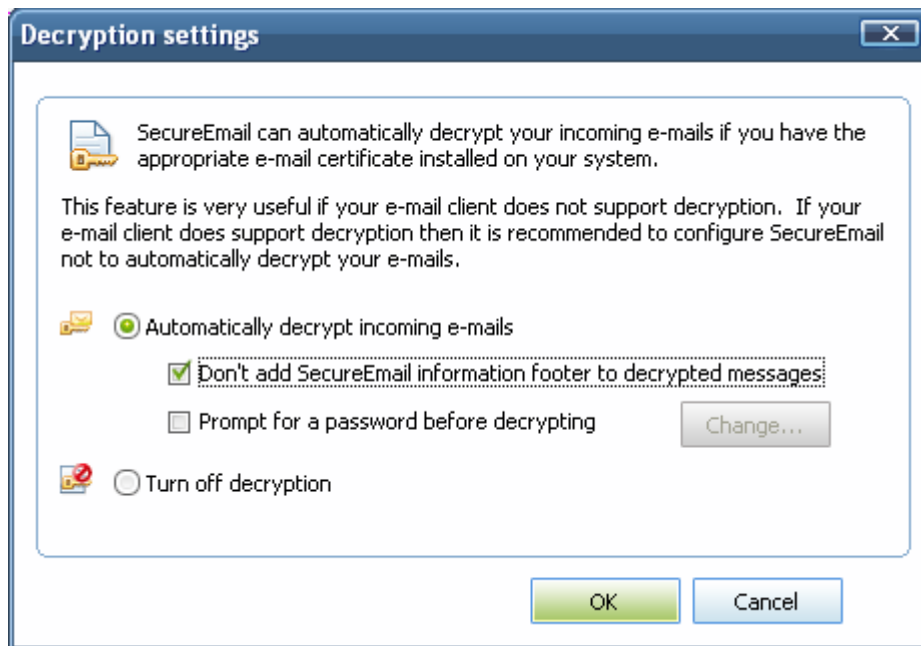 Decryption settings
SecureEmail can automatically decrypt your incoming e-mails if you have the
appropriate e-mail certificate installed on your system.
This feature is very useful if your e-mail client does not support decryption.  If your
e-mail client does support decryption then it is recommended to configure SecureEmail
not to automatically decrypt your e-mails.
Automatically decrypt incoming e-mails
Don't add SecureEmail information footer to decrypted messages
Prompt for a password before decrypting
Change...
Turn off decryption
OK
Cancel